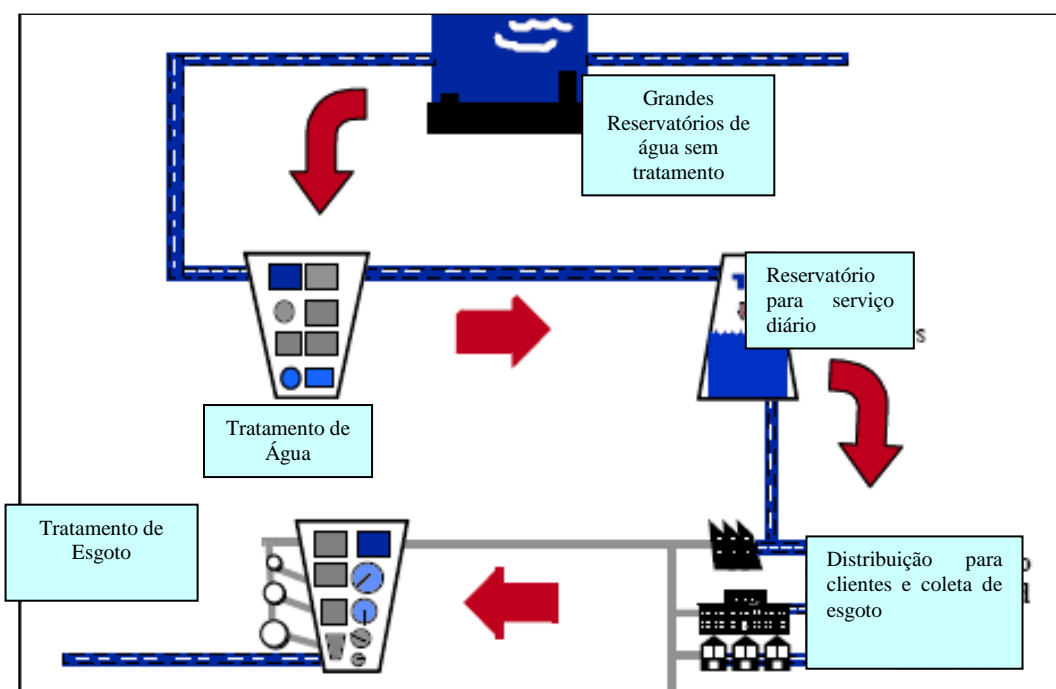 Grandes
Reservatórios de
água sem
tratamento
Reservatório
para serviço
diário
Tratamento de
Água
Tratamento de
Esgoto
Distribuição para
clientes e coleta de
esgoto